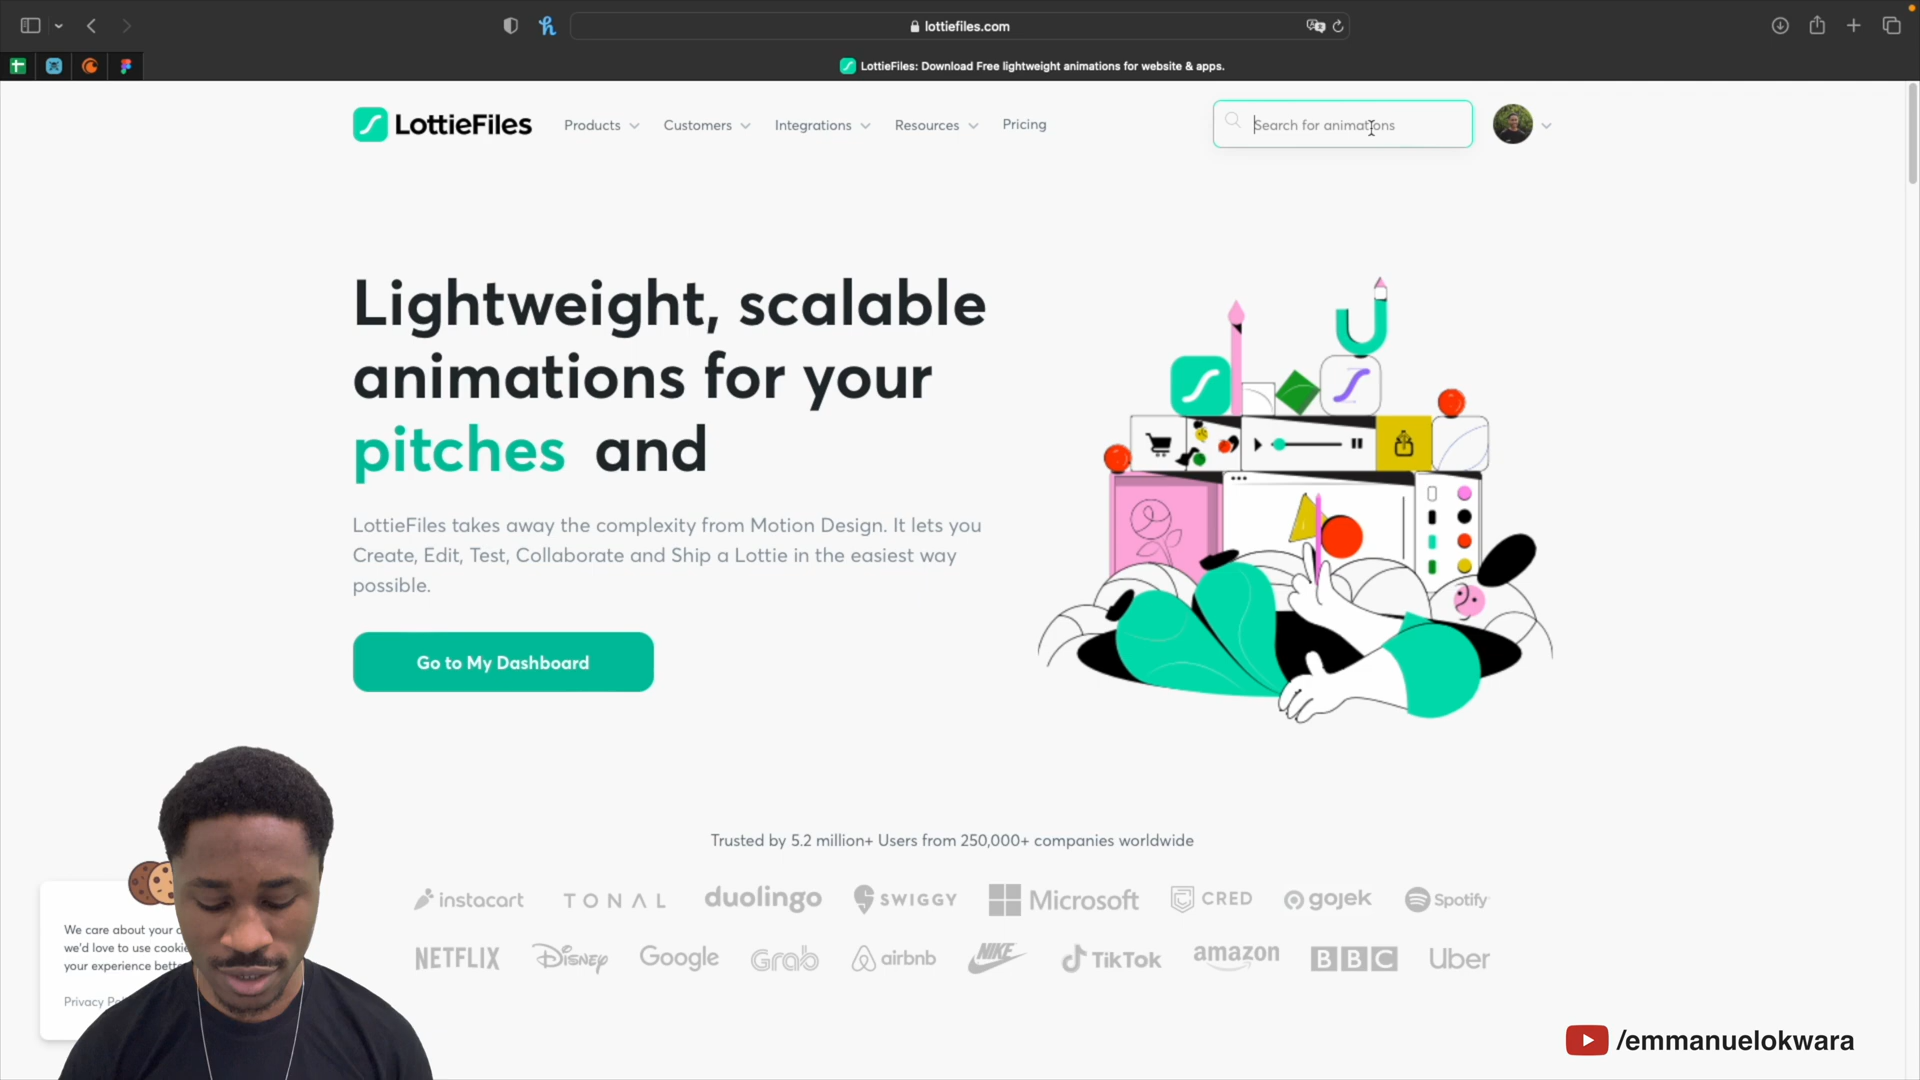 lottiefiles.com
LottieFiles: Download Free lightweight animations for website & apps.
LottieFiles
Products
Customers
Integrations
Resources
Pricing
Search for animations
Lightweight, scalable
animations for your
pitches and
LottieFiles takes away the complexity from Motion Design. It lets you
Create, Edit, Test, Collaborate and Ship a Lottie in the easiest way
possible.
Go to My Dashboard
Trusted by 5.2 million+ Users from 250,000+ companies worldwide
instacart
TONAL
duolingo
SWIGGY
Microsoft
CRED
gojek
Spotify
NETFLIX
Disney
Google
Grab
airbnb
NIKE
TikTok
amazon
BBC
Uber
We care about your
we'd love to use
your experience
Privacy
/emmanuelokwara